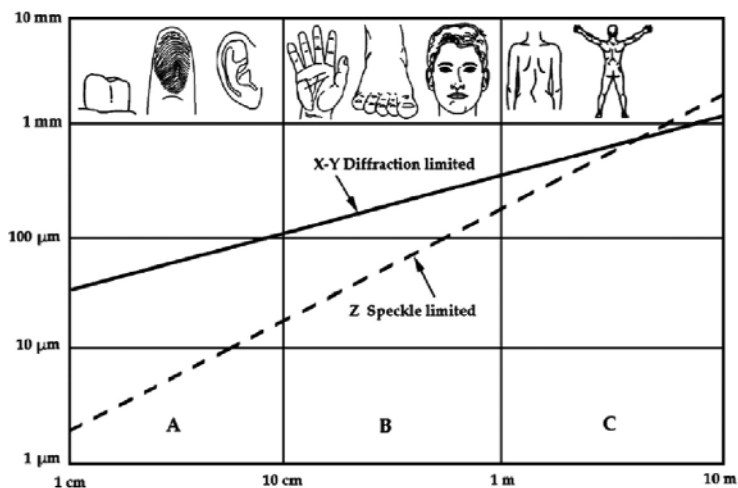 10 mm
1 mm
X-Y Diffraction limited
100 μm
Z Speckle limited
10 μm
A B C
1 μm
1 cm 10 cm 1 m 10 m